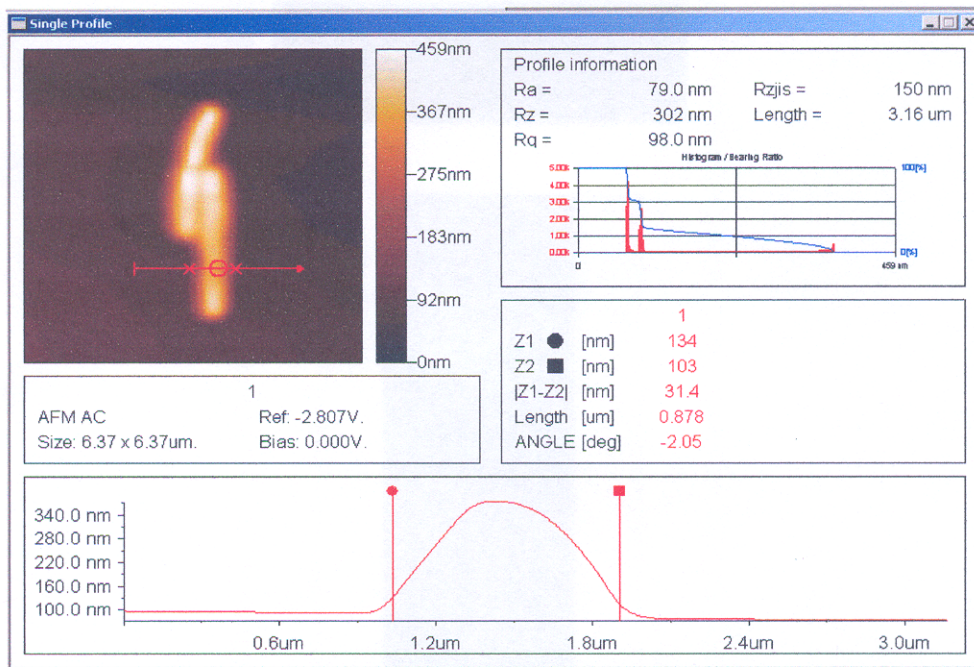 Single Profile
459nm
367nm
275nm
183nm
92nm
0nm
Profile information
Ra = 79.0 nm Rzjis = 150 nm
Rz = 302 nm Length = 3.16 um
Rq = 98.0 nm
Histogram / Bearing Ratio
5.00k 100[%]
4.00k
3.00k
2.00k
1.00k
0.00k 0[%]
0 459 nm
1
AFM AC Ref: -2.807V.
Size: 6.37 x 6.37um. Bias: 0.000V.
1
Z1 [nm] 134
Z2 [nm] 103
|Z1-Z2| [nm] 31.4
Length [um] 0.878
ANGLE [deg] -2.05
340.0 nm
280.0 nm
220.0 nm
160.0 nm
100.0 nm
0.6um 1.2um 1.8um 2.4um 3.0um